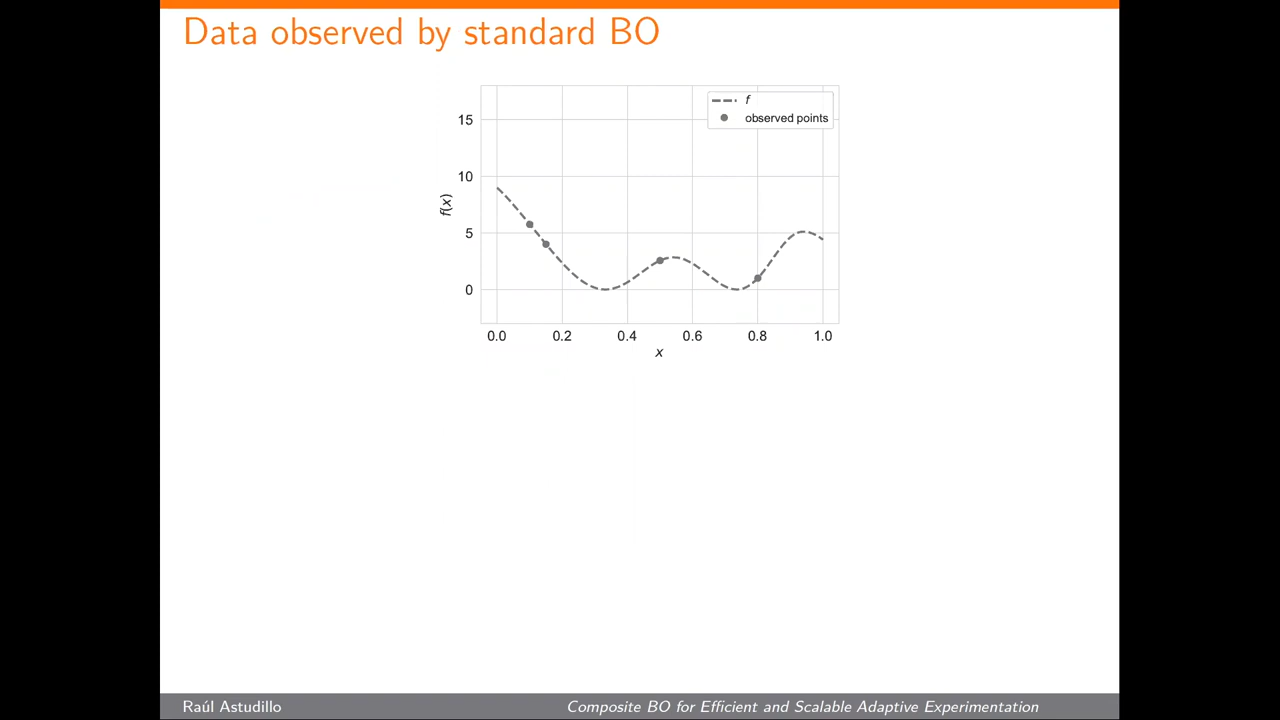 Data observed by standard BO
f
observed points
15
10
5
0
f(x)
0.0 0.2 0.4 0.6 0.8 1.0
x
Raúl Astudillo Composite BO for Efficient and Scalable Adaptive Experimentation